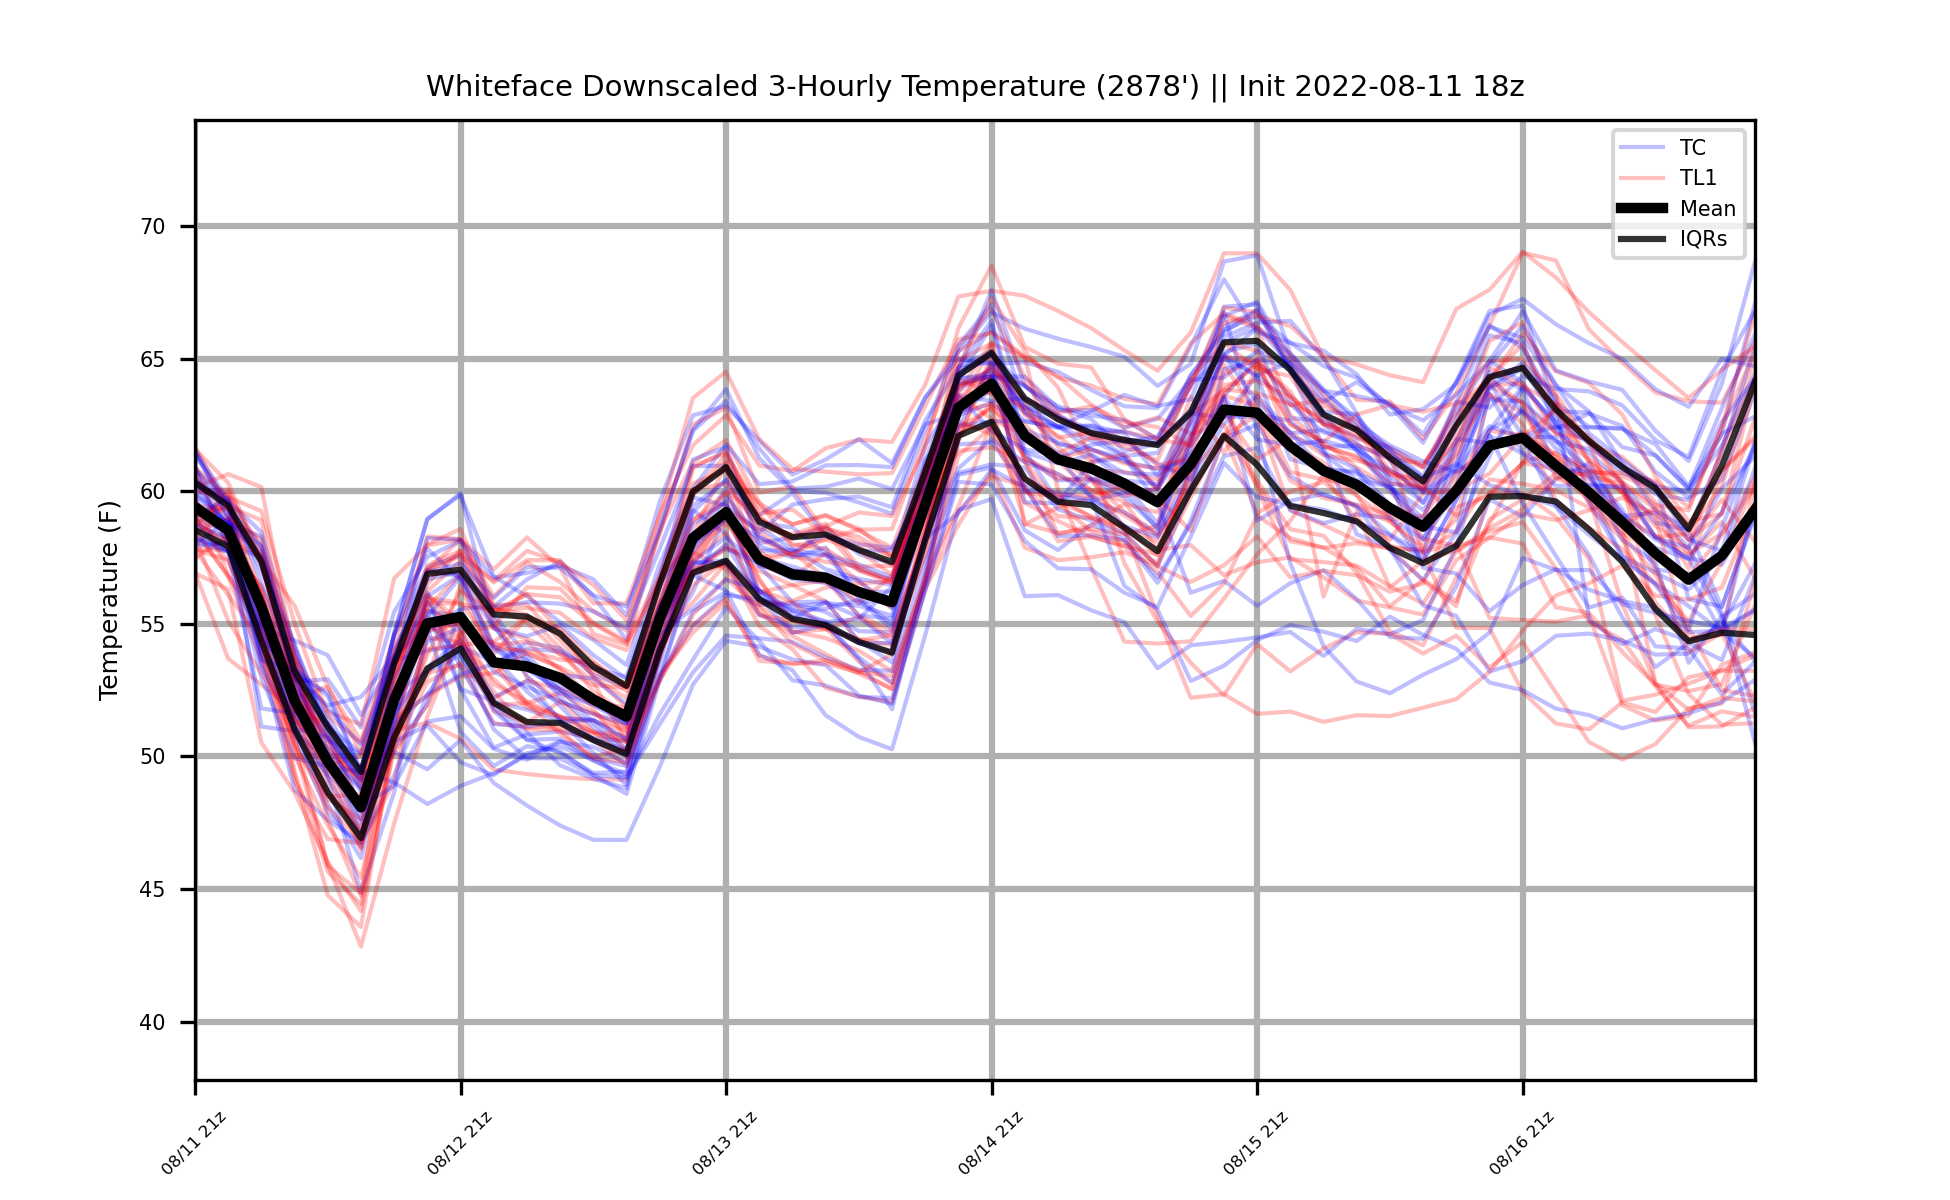 Whiteface Downscaled 3-Hourly Temperature (2878') || Init 2022-08-11 18z
TC
TL1
Mean
IQRs
Temperature (F)
70
65
60
55
50
45
40
08/11 21z
08/12 21z
08/13 21z
08/14 21z
08/15 21z
08/16 21z